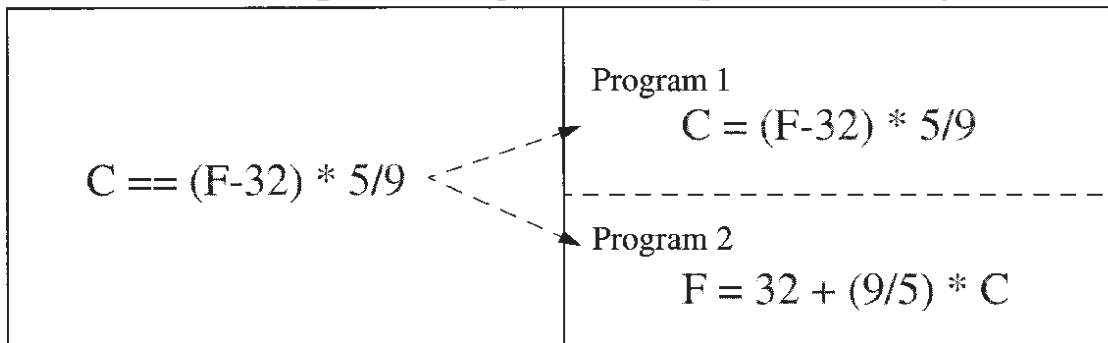 C == (F-32) * 5/9
Program 1
C = (F-32) * 5/9
Program 2
F = 32 + (9/5) * C